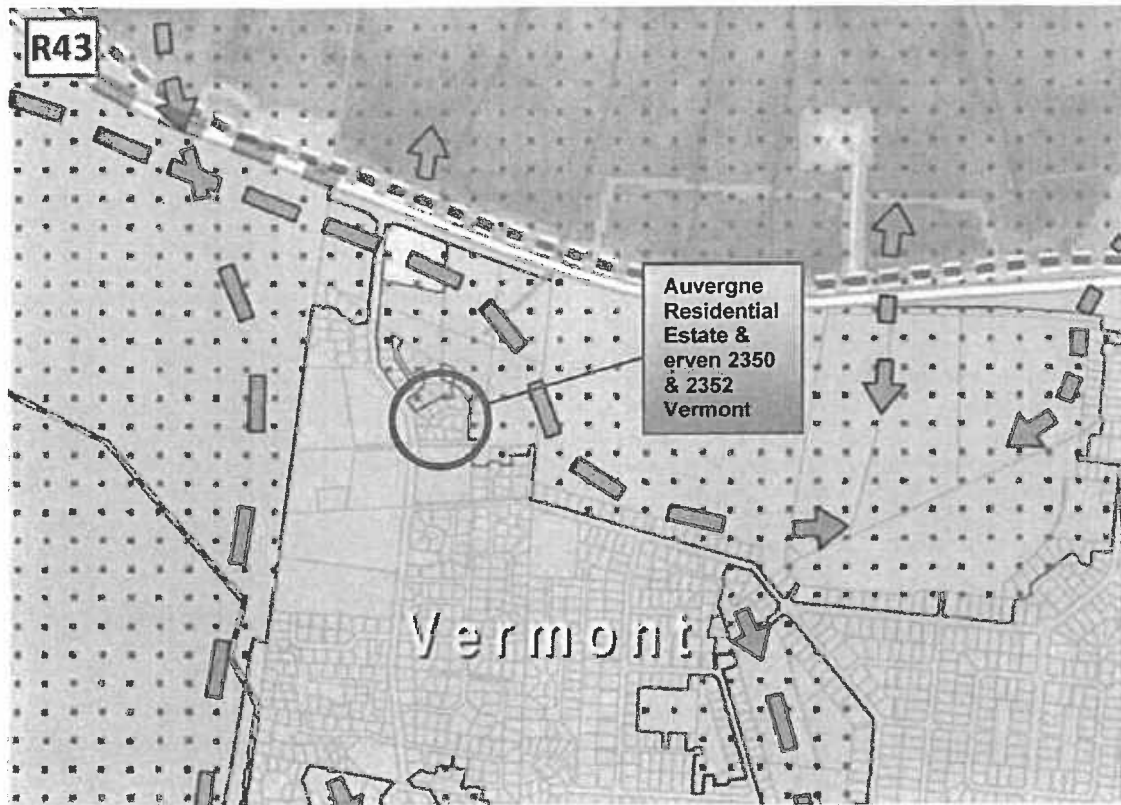 R43
Auvergne
Residential
Estate &
erven 2350
& 2352
Vermont
Vermont